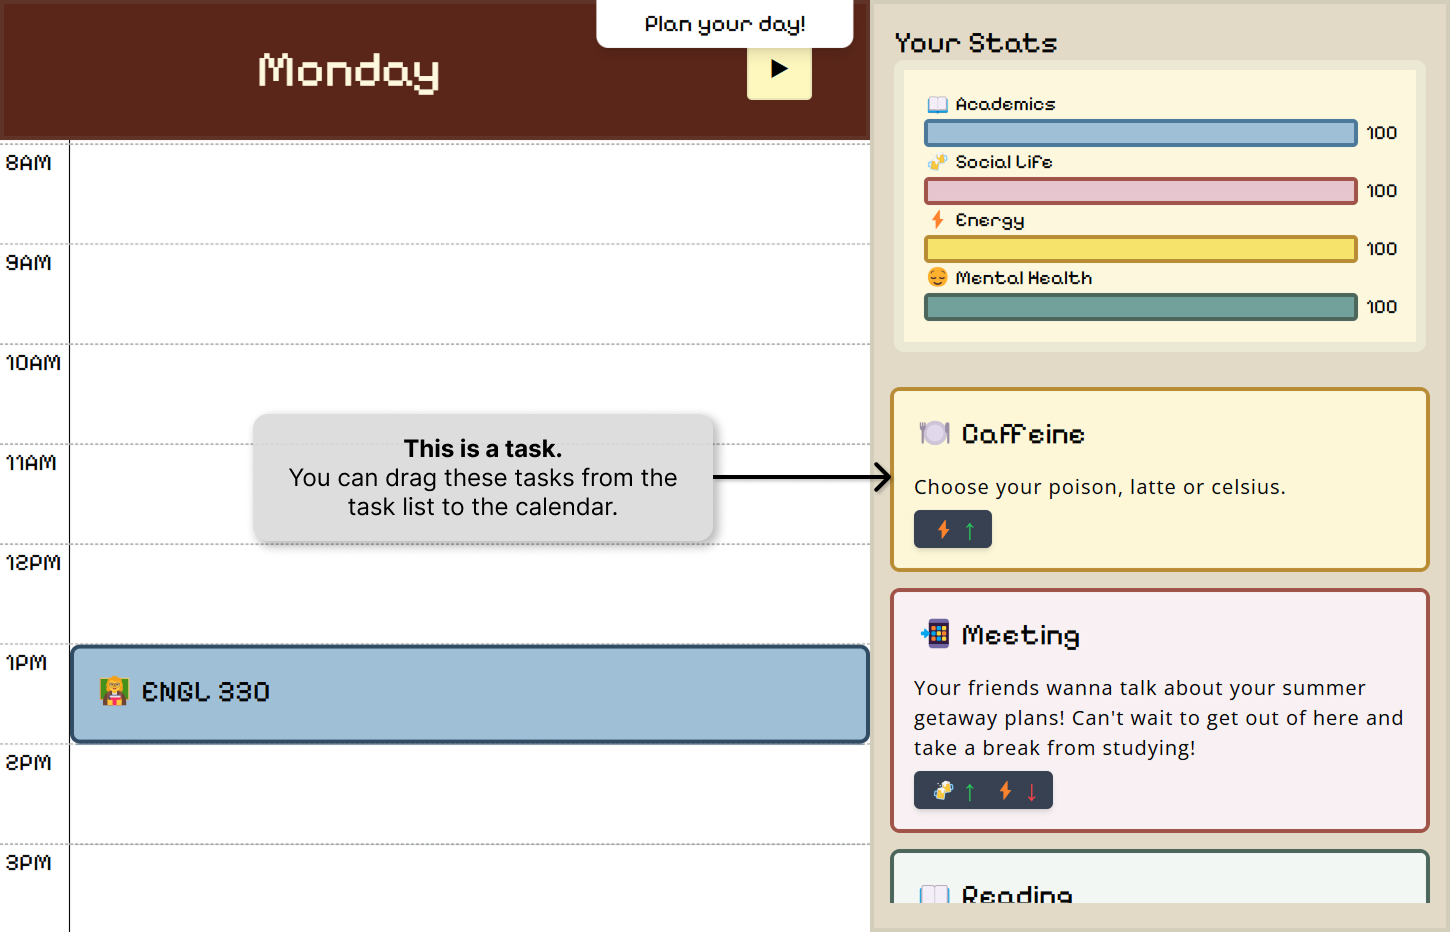 Plan your day!
Monday
8AM
9AM
10AM
11AM
12PM
1PM
2PM
3PM
ENGL 330
This is a task.
You can drag these tasks from the
task list to the calendar.
Your Stats
Academics
100
Social Life
100
Energy
100
Mental Health
100
Caffeine
Choose your poison, latte or celsius.
Meeting
Your friends wanna talk about your summer
getaway plans! Can't wait to get out of here and
take a break from studying!
Reading